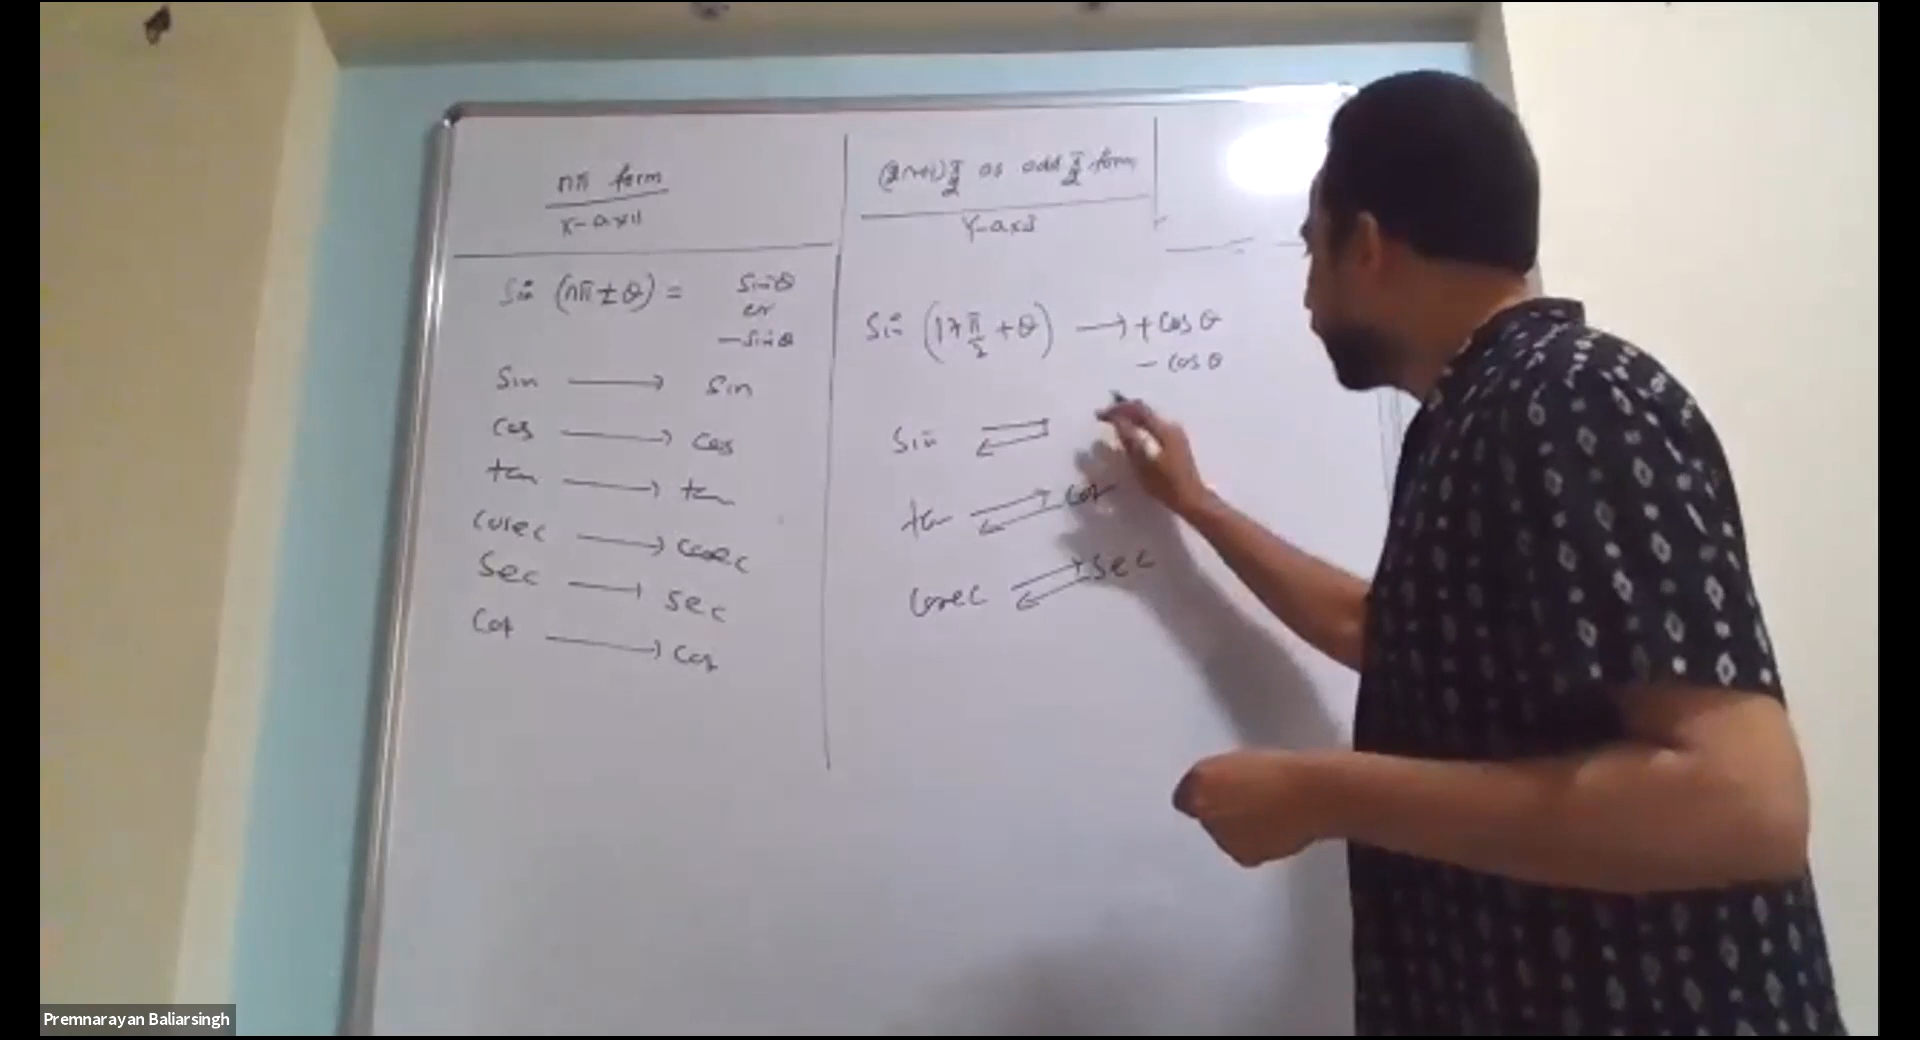 nπ form
x-axis
Sin (nπ ± θ) = Sinθ
or
-Sinθ
Sin → Sin
Cos → Cos
tan → tan
Cosec → Cosec
Sec → Sec
Cot → Cot
(2n+1)π/2 or odd π/2 form
Y-axis
Sin (17π/2 + θ) → + Cos θ
- Cos θ
Sin
tan Cot
Cosec Sec
Premnarayan Baliarsingh